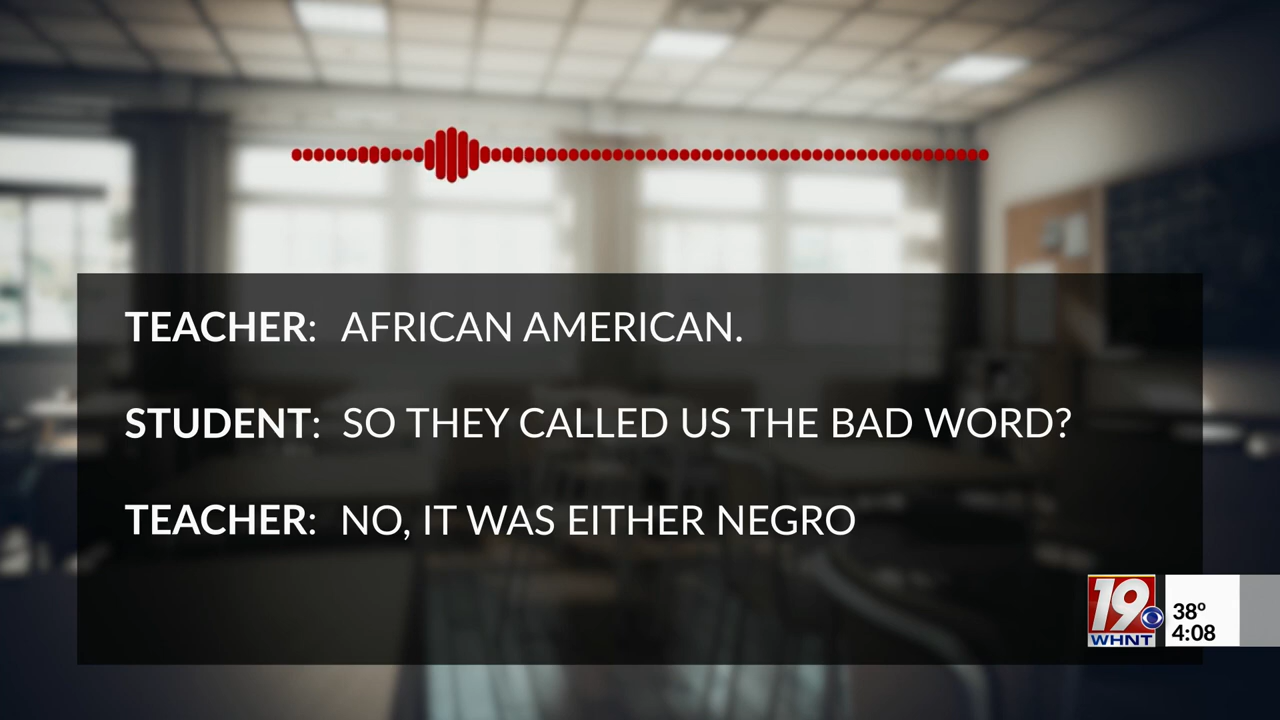 TEACHER: AFRICAN AMERICAN.
STUDENT: SO THEY CALLED US THE BAD WORD?
TEACHER: NO, IT WAS EITHER NEGRO
19
WHNT
38º
4:08